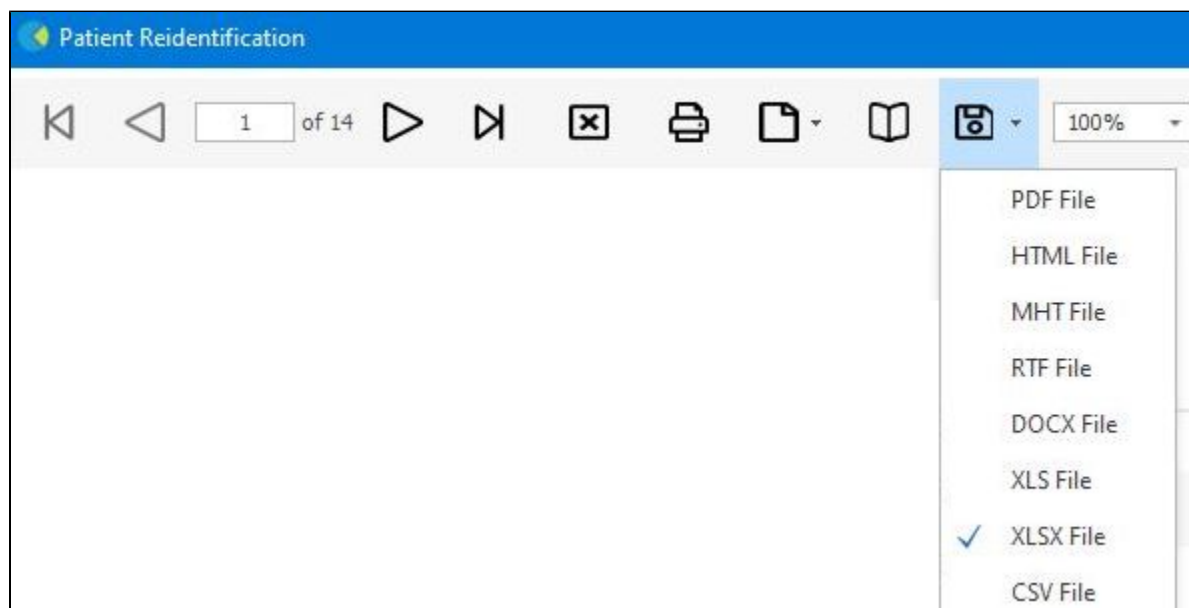 Patient Reidentification
1 of 14 100%
PDF File
HTML File
MHT File
RTF File
DOCX File
XLS File
XLSX File
CSV File